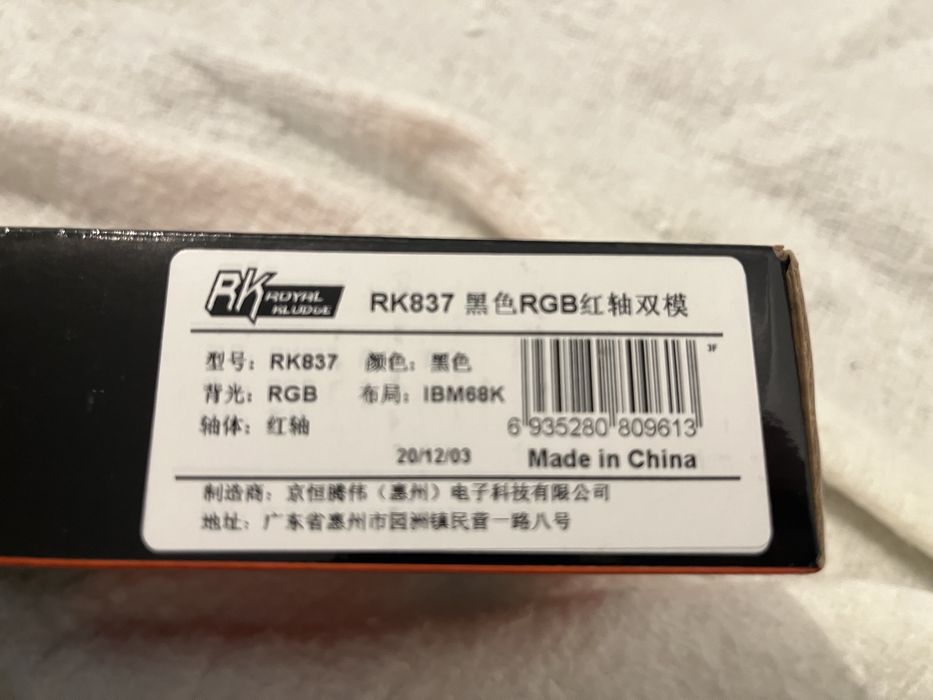 RK ROYAL KLUDGE
RK837 黑色RGB红轴双模
3F
型号：RK837 颜色：黑色
背光：RGB 布局：IBM68K
轴体：红轴
6 935280 809613
20/12/03 Made in China
制造商：京恒腾伟（惠州）电子科技有限公司
地址：广东省惠州市园洲镇民营一路八号